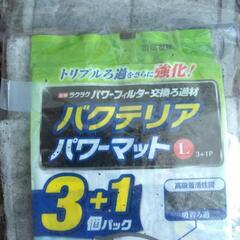 トリプルろ過をさらに強化!
ラクラクパワーフィルター交換ろ過材
バクテリア
パワーマット L 3+1P
3+1
個パック
高吸着活性炭
吸着ろ過